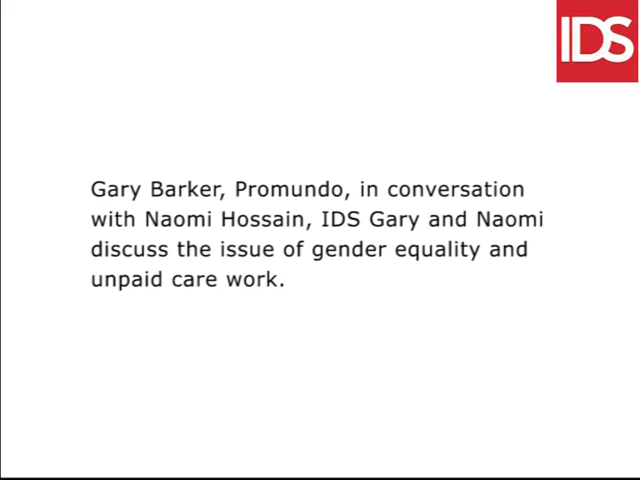 IDS
Gary Barker, Promundo, in conversation
with Naomi Hossain, IDS Gary and Naomi
discuss the issue of gender equality and
unpaid care work.